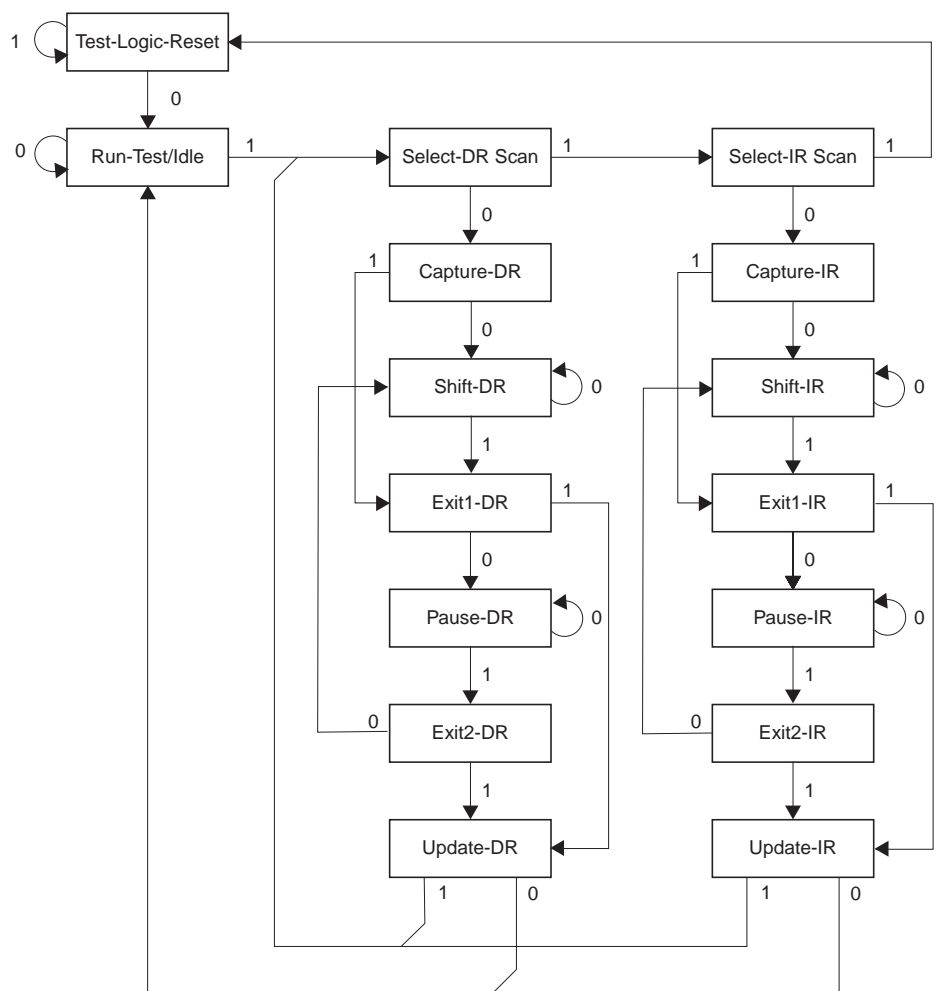 1
Test-Logic-Reset
0
0
Run-Test/Idle
1
Select-DR Scan
1
Select-IR Scan
1
0
0
1
Capture-DR
1
Capture-IR
0
0
Shift-DR
0
Shift-IR
0
1
1
Exit1-DR
1
Exit1-IR
1
0
0
Pause-DR
0
Pause-IR
0
1
1
0
Exit2-DR
0
Exit2-IR
1
1
Update-DR
Update-IR
1
0
1
0